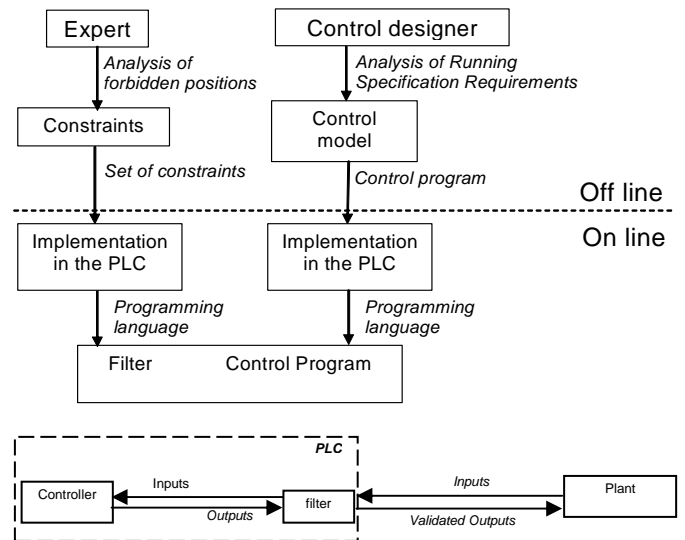 Expert
Control designer
Analysis of
forbidden positions
Analysis of Running
Specification Requirements
Constraints
Control
model
Set of constraints
Control program
Off line
On line
Implementation
in the PLC
Implementation
in the PLC
Programming
language
Programming
language
Filter
Control Program
PLC
Controller
Inputs
Outputs
filter
Inputs
Validated Outputs
Plant